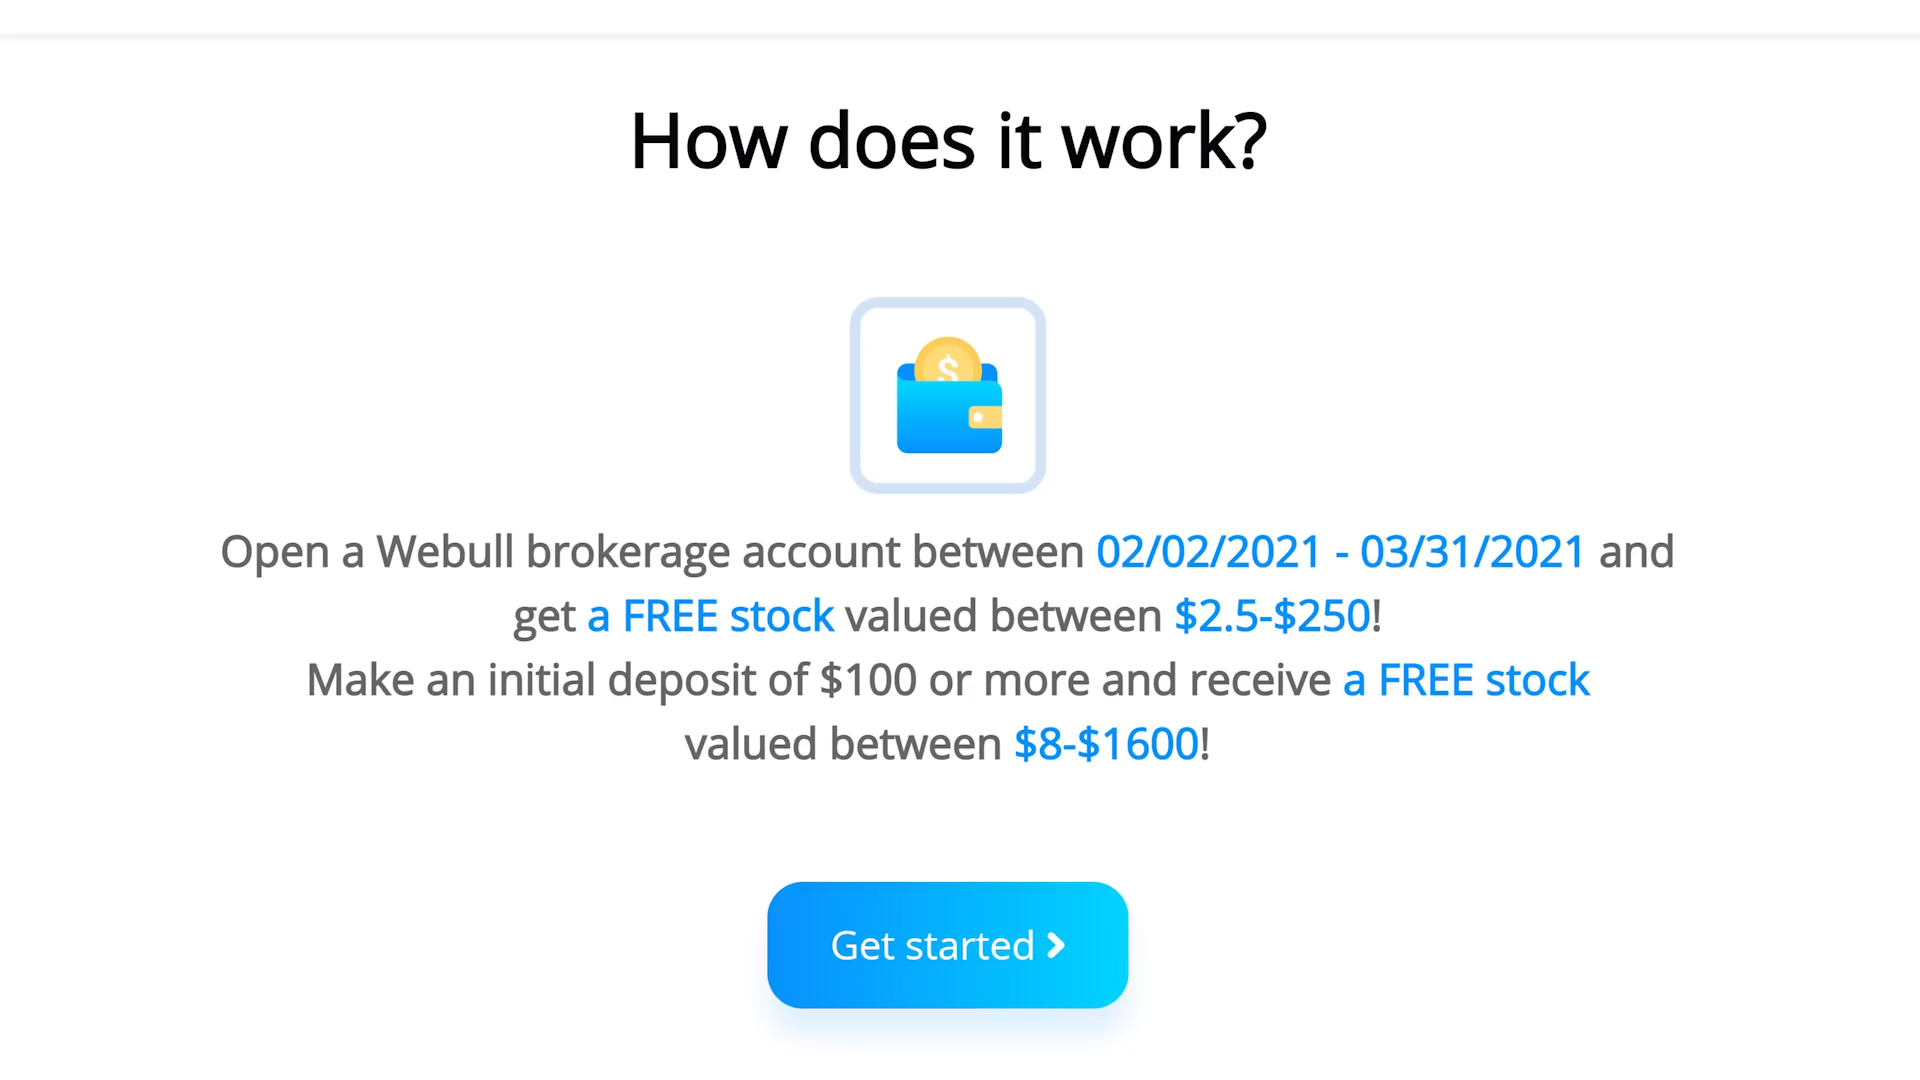 How does it work?
$
Open a Webull brokerage account between 02/02/2021 - 03/31/2021 and
get a FREE stock valued between $2.5-$250!
Make an initial deposit of $100 or more and receive a FREE stock
valued between $8-$1600!
Get started